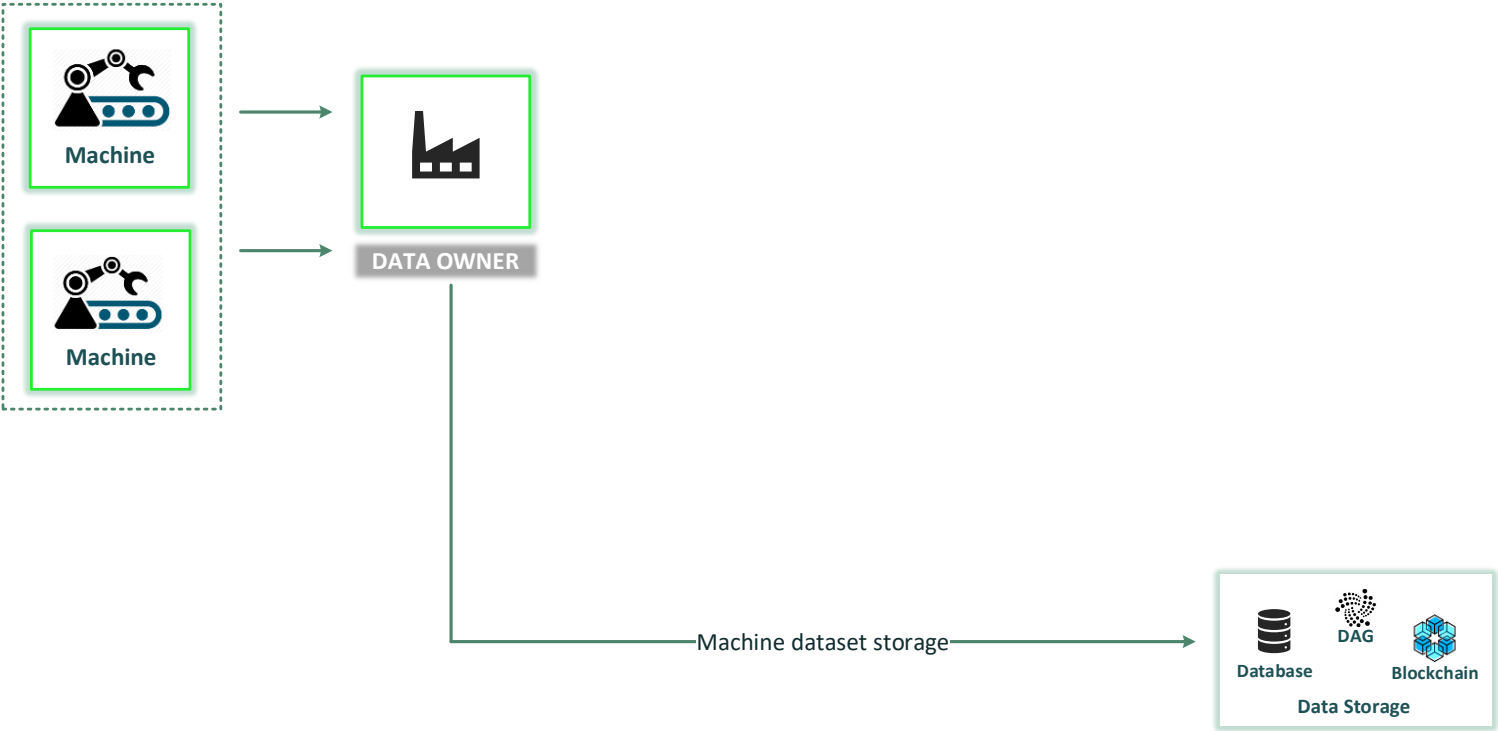 Machine
Machine
DATA OWNER
Machine dataset storage
DAG
Database
Blockchain
Data Storage